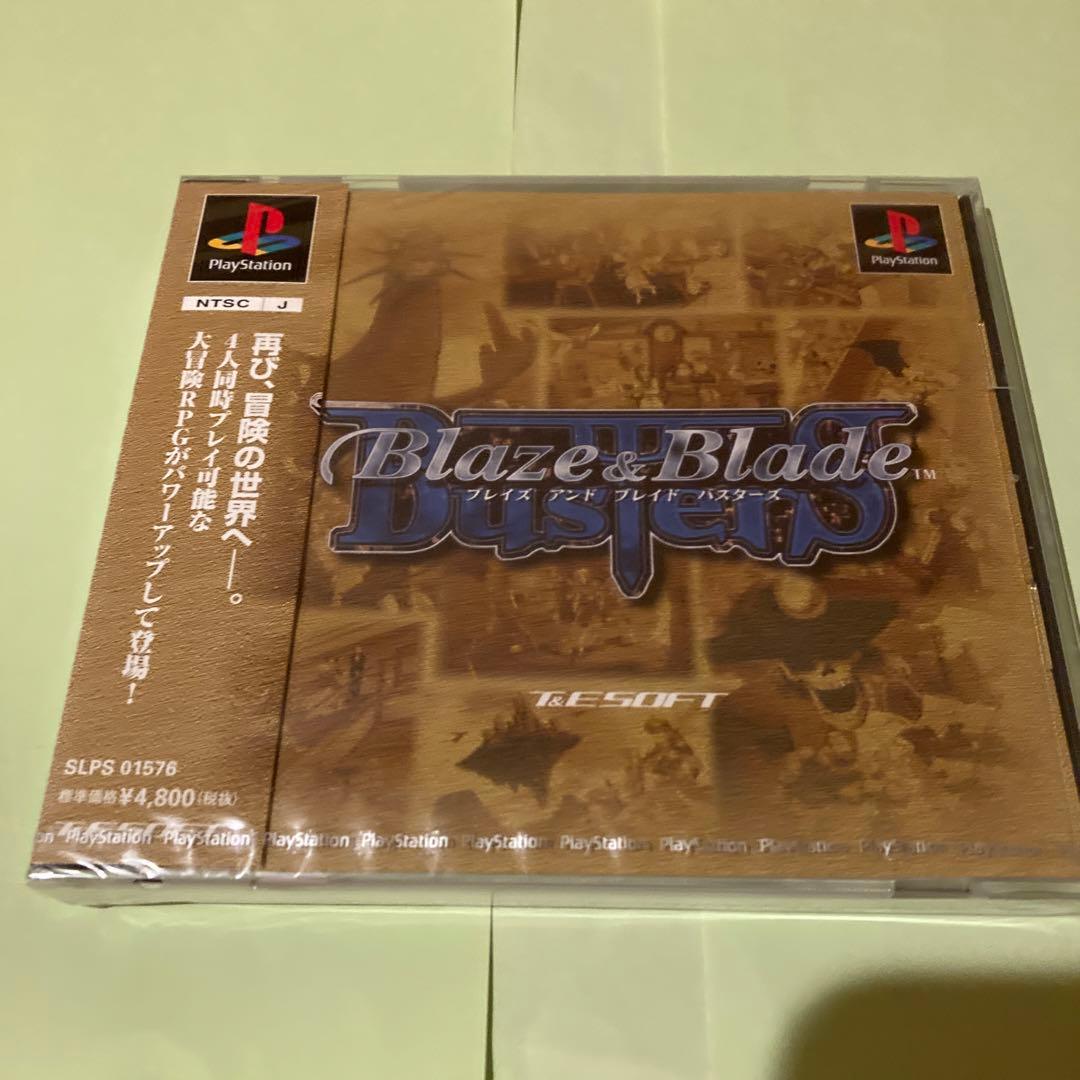 PlayStation
NTSC J
再び、冒険の世界へ――。
4人同時プレイ可能な
大冒険RPGがパワーアップして登場!
SLPS 01576
標準価格¥4,800(税抜)
T&E SOFT
PlayStation
Blaze & Blade™
ブレイズ アンド ブレイド バスターズ
Busters
T&E SOFT
PlayStation PlayStation PlayStation PlayStation PlayStation PlayStation PlayStation PlayStation PlayStation